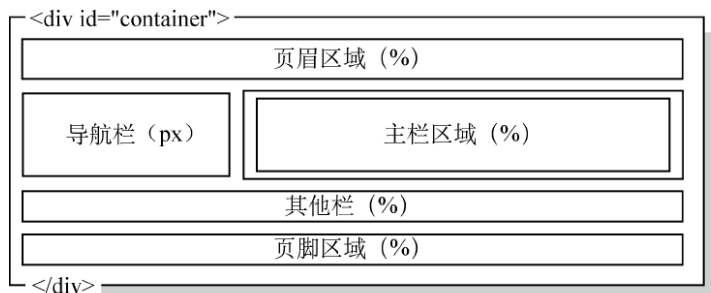 <div id="container">
页眉区域（%）
导航栏（px）
主栏区域（%）
其他栏（%）
页脚区域（%）
</div>